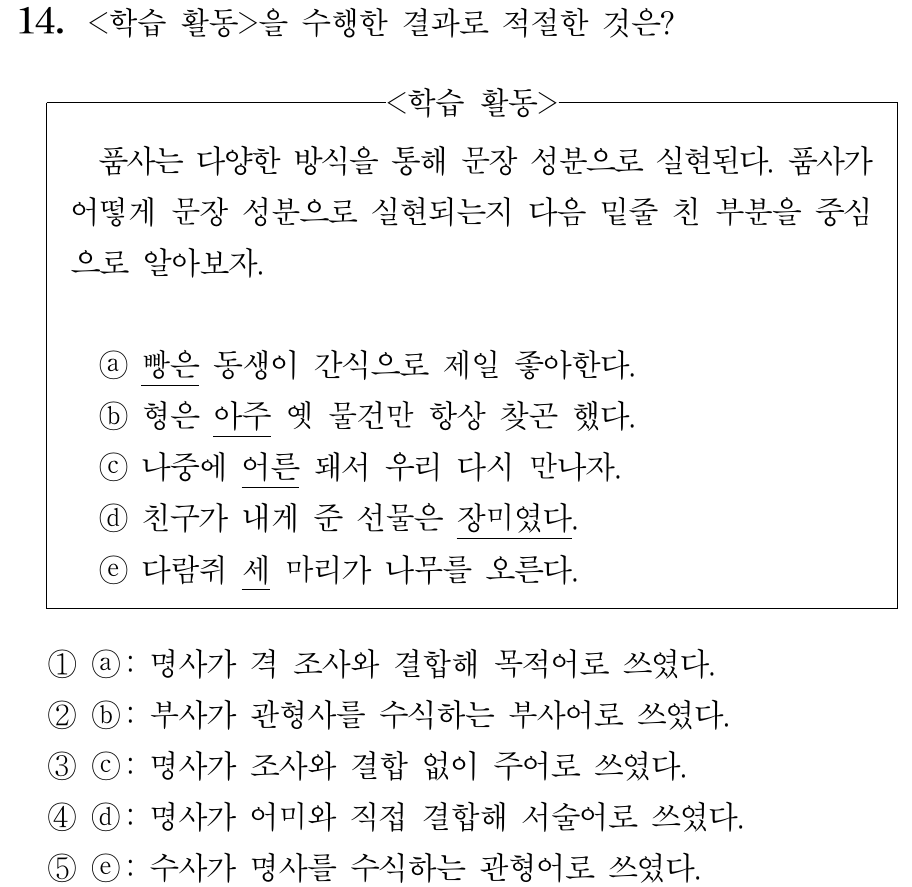 14. <학습 활동>을 수행한 결과로 적절한 것은?
<학습 활동>
품사는 다양한 방식을 통해 문장 성분으로 실현된다. 품사가
어떻게 문장 성분으로 실현되는지 다음 밑줄 친 부분을 중심
으로 알아보자.
ⓐ 빵은 동생이 간식으로 제일 좋아한다.
ⓑ 형은 아주 옛 물건만 항상 찾곤 했다.
ⓒ 나중에 어른 돼서 우리 다시 만나자.
ⓓ 친구가 내게 준 선물은 장미였다.
ⓔ 다람쥐 세 마리가 나무를 오른다.
① ⓐ: 명사가 격 조사와 결합해 목적어로 쓰였다.
② ⓑ: 부사가 관형사를 수식하는 부사어로 쓰였다.
③ ⓒ: 명사가 조사와 결합 없이 주어로 쓰였다.
④ ⓓ: 명사가 어미와 직접 결합해 서술어로 쓰였다.
⑤ ⓔ: 수사가 명사를 수식하는 관형어로 쓰였다.